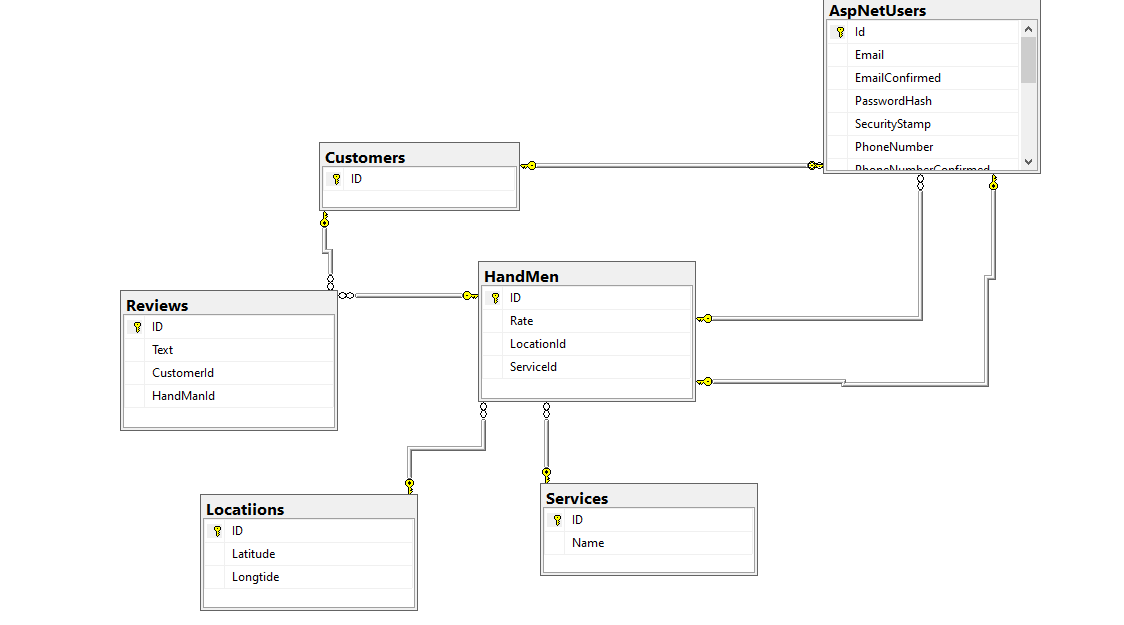 AspNetUsers
Id
Email
EmailConfirmed
PasswordHash
SecurityStamp
PhoneNumber
PhoneNumberConfirmed
Customers
ID
HandMen
ID
Rate
LocationId
ServiceId
Reviews
ID
Text
CustomerId
HandManId
Locatiions
ID
Latitude
Longtide
Services
ID
Name